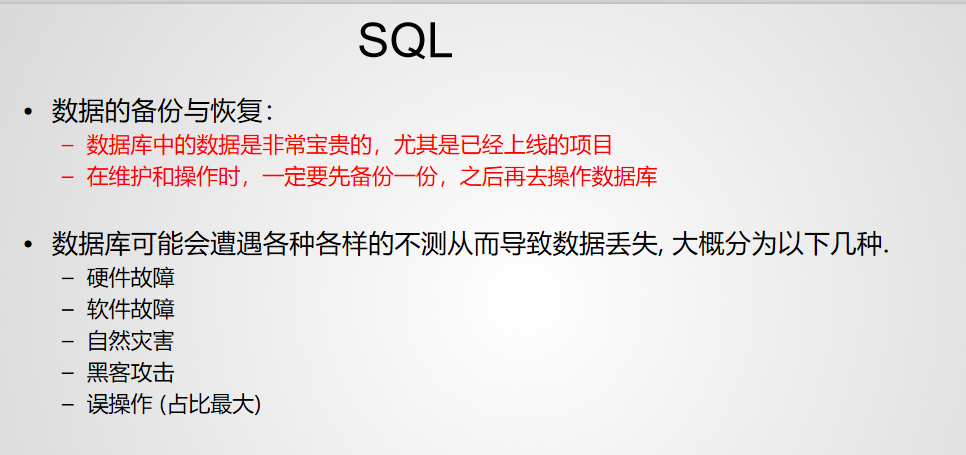 SQL
• 数据的备份与恢复：
– 数据库中的数据是非常宝贵的，尤其是已经上线的项目
– 在维护和操作时，一定要先备份一份，之后再去操作数据库
• 数据库可能会遭遇各种各样的不测从而导致数据丢失, 大概分为以下几种.
– 硬件故障
– 软件故障
– 自然灾害
– 黑客攻击
– 误操作 (占比最大)